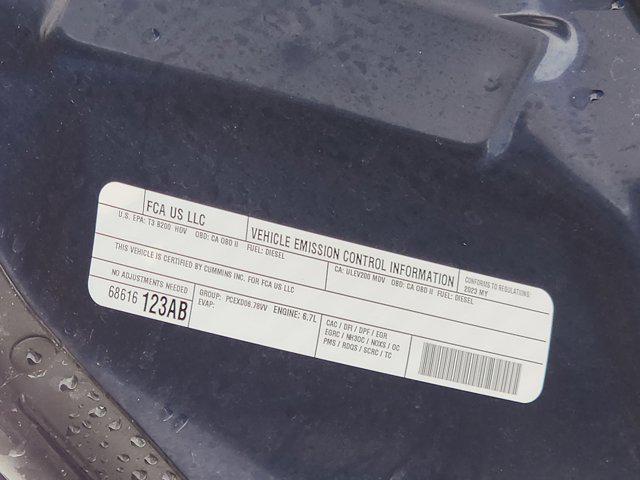 FCA US LLC
VEHICLE EMISSION CONTROL INFORMATION
CONFORMS TO REGULATIONS:
2023 MY
U.S. EPA: T3 B200 HDV OBD: CA OBD II FUEL: DIESEL
CA: ULEV200 MDV OBD: CA OBD II FUEL: DIESEL
THIS VEHICLE IS CERTIFIED BY CUMMINS INC. FOR FCA US LLC
NO ADJUSTMENTS NEEDED
68616 123AB
GROUP: PCEXD06.78VV ENGINE: 6.7L
EVAP:
CAC / DFI / DPF / EGR
EGRC / NH3OC / NOXS / OC
PMS / RDQS / SCRC / TC